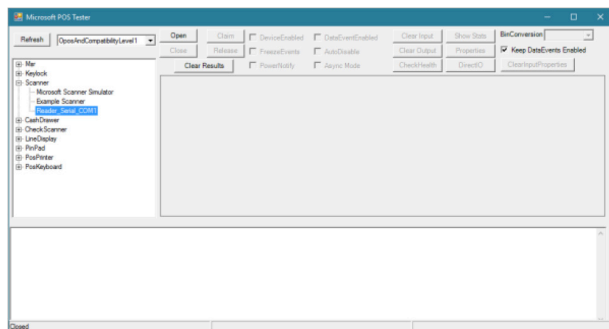 Microsoft POS Tester
Refresh
OposAndCompatibilityLevel1
Open
Claim
DeviceEnabled
DataEventEnabled
Clear Input
Show Stats
BinConversion
Close
Release
FreezeEvents
AutoDisable
Clear Output
Properties
Keep DataEvents Enabled
Clear Results
PowerNotify
Async Mode
CheckHealth
DirectIO
ClearInputProperties
Msr
Keylock
Scanner
Microsoft Scanner Simulator
Example Scanner
Reader_Serial_COM1
CashDrawer
CheckScanner
LineDisplay
PinPad
PosPrinter
PosKeyboard
Closed